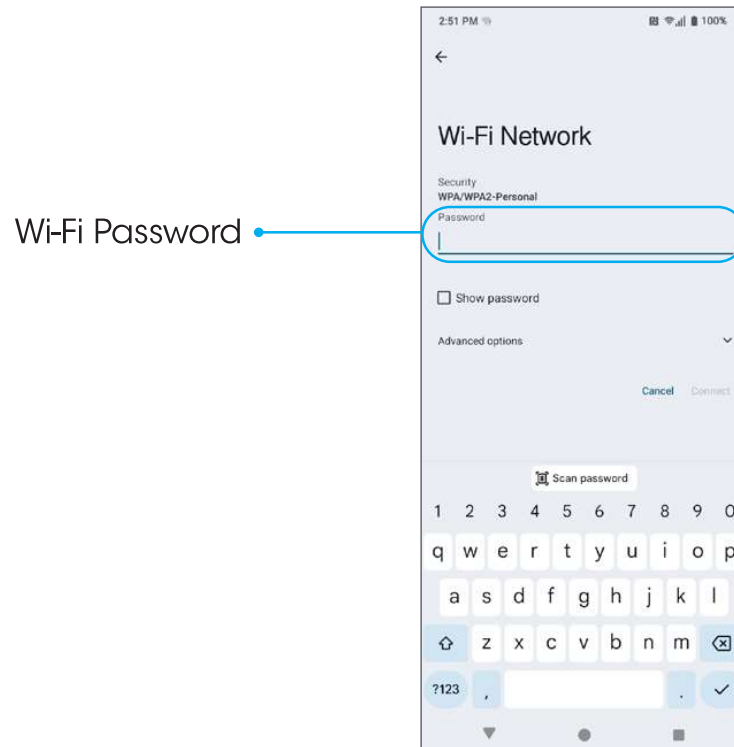 2:51 PM
100%
Wi-Fi Network
Security
WPA/WPA2-Personal
Password
Wi-Fi Password
Show password
Advanced options
Cancel Connect
Scan password
1 2 3 4 5 6 7 8 9 0
q w e r t y u i o p
a s d f g h j k l
z x c v b n m
?123 , .